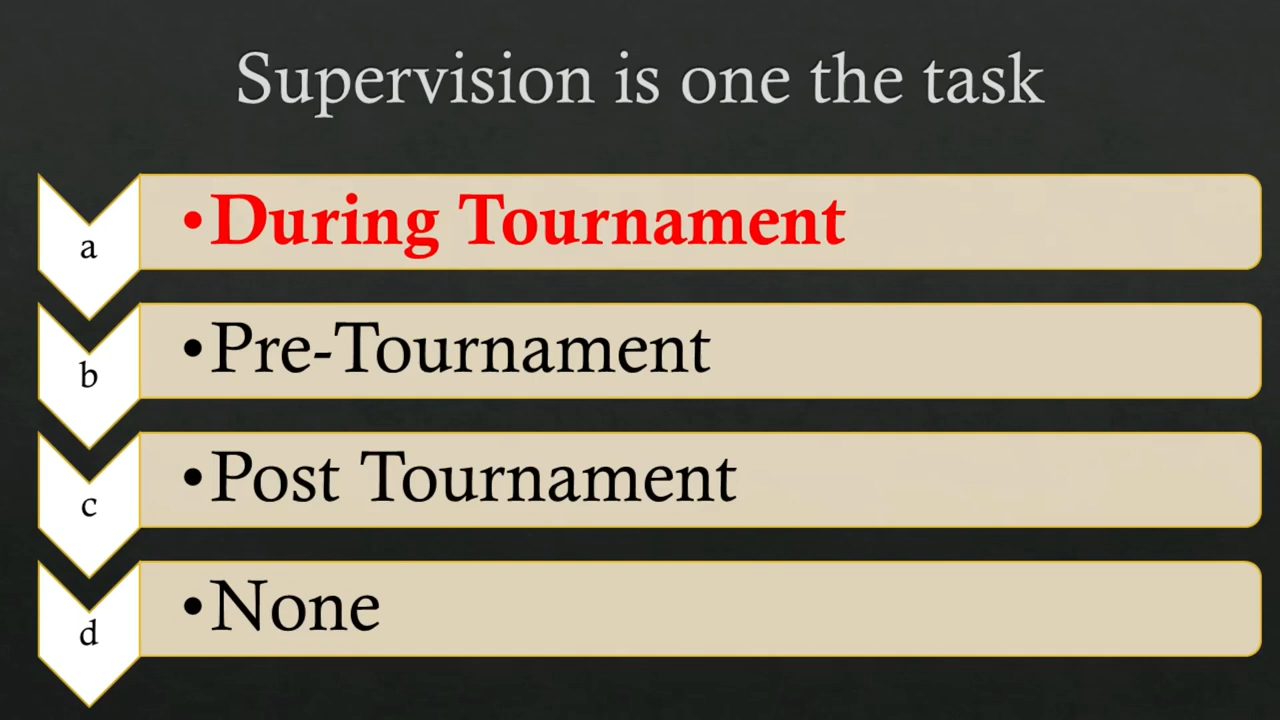 Supervision is one the task
a
•During Tournament
b
•Pre-Tournament
c
•Post Tournament
d
•None